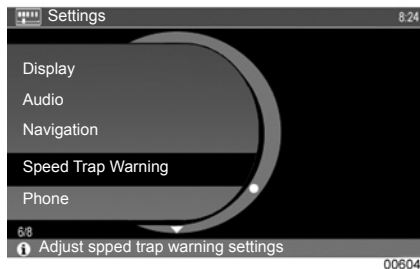 Settings
8:24
Display
Audio
Navigation
Speed Trap Warning
Phone
6/8
Adjust spped trap warning settings
00604